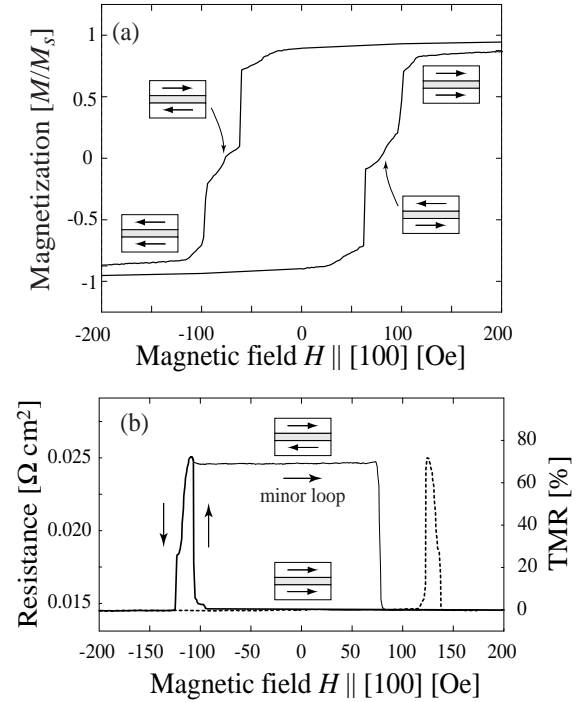 (a)
Magnetization [M/Ms]
1
0.5
0
-0.5
-1
-200 -100 0 100 200
Magnetic field H || [100] [Oe]
(b)
Resistance [Ω cm²]
0.025
0.020
0.015
minor loop
80
60
40
20
0
TMR [%]
-200 -150 -100 -50 0 50 100 150 200
Magnetic field H || [100] [Oe]